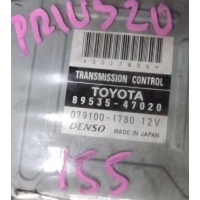 PRIUS20
TRANSMISSION CONTROL
TOYOTA
89535-47020
079100-1780 12V
DENSO MADE IN JAPAN
155